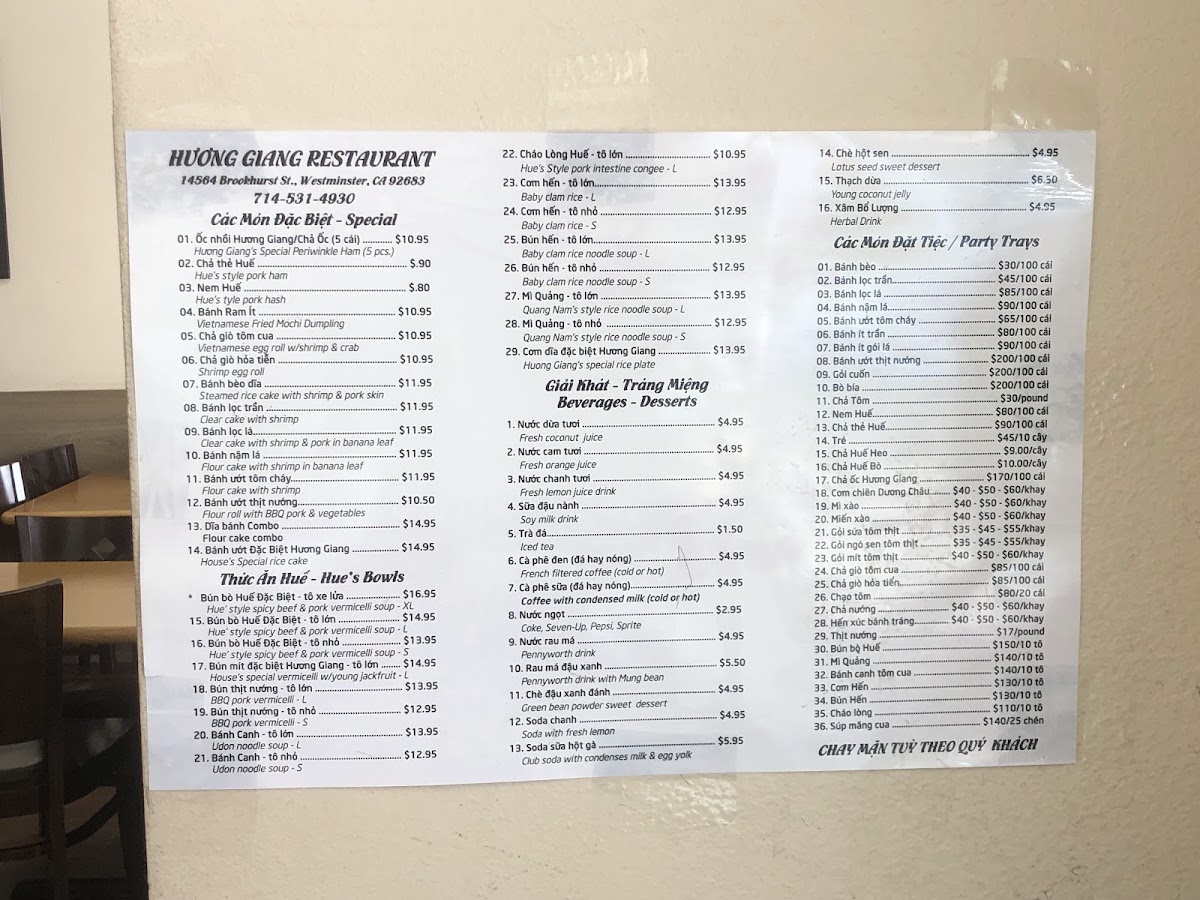 HƯƠNG GIANG RESTAURANT
14564 Brookhurst St., Westminster, CA 92683
714-531-4930
Các Món Đặc Biệt - Special
01. Ốc nhồi Hương Giang/Chả Ốc (5 cái) ........... $10.95
Hương Giang's Special Periwinkle Ham (5 pcs.)
02. Chả thẻ Huế ........... $.90
Hue's style pork ham
03. Nem Huế ........... $.80
Hue's tyle pork hash
04. Bánh Ram Ít ........... $10.95
Vietnamese Fried Mochi Dumpling
05. Chả giò tôm cua ........... $10.95
Vietnamese egg roll w/shrimp & crab
06. Chả giò hỏa tiễn ........... $10.95
Shrimp egg roll
07. Bánh bèo dĩa ........... $11.95
Steamed rice cake with shrimp & pork skin
08. Bánh lọc trần ........... $11.95
Clear cake with shrimp
09. Bánh lọc lá ........... $11.95
Clear cake with shrimp & pork in banana leaf
10. Bánh nậm lá ........... $11.95
Flour cake with shrimp in banana leaf
11. Bánh ướt tôm cháy ........... $11.95
Flour cake with shrimp
12. Bánh ướt thịt nướng ........... $10.50
Flour roll with BBQ pork & vegetables
13. Dĩa bánh Combo ........... $14.95
Flour cake combo
14. Bánh ướt Đặc Biệt Hương Giang ........... $14.95
House's Special rice cake
Thức Ăn Huế - Hue's Bowls
* Bún bò Huế Đặc Biệt - tô xe lửa ........... $16.95
Hue' style spicy beef & pork vermicelli soup - XL
15. Bún bò Huế Đặc Biệt - tô lớn ........... $14.95
Hue' style spicy beef & pork vermicelli soup - L
16. Bún bò Huế Đặc Biệt - tô nhỏ ........... $13.95
Hue' style spicy beef & pork vermicelli soup - S
17. Bún mít đặc biệt Hương Giang - tô lớn ........... $14.95
House's special vermicelli w/young jackfruit - L
18. Bún thịt nướng - tô lớn ........... $13.95
BBQ pork vermicelli - L
19. Bún thịt nướng - tô nhỏ ........... $12.95
BBQ pork vermicelli - S
20. Bánh Canh - tô lớn ........... $13.95
Udon noodle soup - L
21. Bánh Canh - tô nhỏ ........... $12.95
Udon noodle soup - S
22. Cháo Lòng Huế - tô lớn ........... $10.95
Hue's Style pork intestine congee - L
23. Cơm hến - tô lớn ........... $13.95
Baby clam rice - L
24. Cơm hến - tô nhỏ ........... $12.95
Baby clam rice - S
25. Bún hến - tô lớn ........... $13.95
Baby clam rice noodle soup - L
26. Bún hến - tô nhỏ ........... $12.95
Baby clam rice noodle soup - S
27. Mì Quảng - tô lớn ........... $13.95
Quang Nam's style rice noodle soup - L
28. Mì Quảng - tô nhỏ ........... $12.95
Quang Nam's style rice noodle soup - S
29. Cơm dĩa đặc biệt Hương Giang ........... $13.95
Huong Giang's special rice plate
Giải Khát - Tráng Miệng
Beverages - Desserts
1. Nước dừa tươi ........... $4.95
Fresh coconut juice
2. Nước cam tươi ........... $4.95
Fresh orange juice
3. Nước chanh tươi ........... $4.95
Fresh lemon juice drink
4. Sữa đậu nành ........... $4.95
Soy milk drink
5. Trà đá ........... $1.50
Iced tea
6. Cà phê đen (đá hay nóng) ........... $4.95
French filtered coffee (cold or hot)
7. Cà phê sữa (đá hay nóng) ........... $4.95
Coffee with condensed milk (cold or hot)
8. Nước ngọt ........... $2.95
Coke, Seven-Up, Pepsi, Sprite
9. Nước rau má ........... $4.95
Pennyworth drink
10. Rau má đậu xanh ........... $5.50
Pennyworth drink with Mung bean
11. Chè đậu xanh đánh ........... $4.95
Green bean powder sweet dessert
12. Soda chanh ........... $4.95
Soda with fresh lemon
13. Soda sữa hột gà ........... $5.95
Club soda with condenses milk & egg yolk
14. Chè hột sen ........... $4.95
Lotus seed sweet dessert
15. Thạch dừa ........... $6.50
Young coconut jelly
16. Xâm Bổ Lượng ........... $4.95
Herbal Drink
Các Món Đặt Tiệc / Party Trays
01. Bánh bèo ........... $30/100 cái
02. Bánh lọc trần ........... $45/100 cái
03. Bánh lọc lá ........... $85/100 cái
04. Bánh nậm lá ........... $90/100 cái
05. Bánh ướt tôm cháy ........... $65/100 cái
06. Bánh ít trần ........... $80/100 cái
07. Bánh ít gói lá ........... $90/100 cái
08. Bánh ướt thịt nướng ........... $200/100 cái
09. Gỏi cuốn ........... $200/100 cái
10. Bò bía ........... $200/100 cái
11. Chả Tôm ........... $30/pound
12. Nem Huế ........... $80/100 cái
13. Chả thẻ Huế ........... $90/100 cái
14. Tré ........... $45/10 cây
15. Chả Huế Heo ........... $9.00/cây
16. Chả Huế Bò ........... $10.00/cây
17. Chả ốc Hương Giang ........... $170/100 cái
18. Cơm chiên Dương Châu ........... $40 - $50 - $60/khay
19. Mì xào ........... $40 - $50 - $60/khay
20. Miến xào ........... $40 - $50 - $60/khay
21. Gỏi sứa tôm thịt ........... $35 - $45 - $55/khay
22. Gỏi ngó sen tôm thịt ........... $35 - $45 - $55/khay
23. Gỏi mít tôm thịt ........... $40 - $50 - $60/khay
24. Chả giò tôm cua ........... $85/100 cái
25. Chả giò hỏa tiển ........... $85/100 cái
26. Chạo tôm ........... $80/20 cái
27. Chả nướng ........... $40 - $50 - $60/khay
28. Hến xúc bánh tráng ........... $40 - $50 - $60/khay
29. Thịt nướng ........... $17/pound
30. Bún bò Huế ........... $150/10 tô
31. Mì Quảng ........... $140/10 tô
32. Bánh canh tôm cua ........... $140/10 tô
33. Cơm Hến ........... $130/10 tô
34. Bún Hến ........... $130/10 tô
35. Cháo lòng ........... $110/10 tô
36. Súp măng cua ........... $140/25 chén
CHAY MẶN TUỲ THEO QUÝ KHÁCH